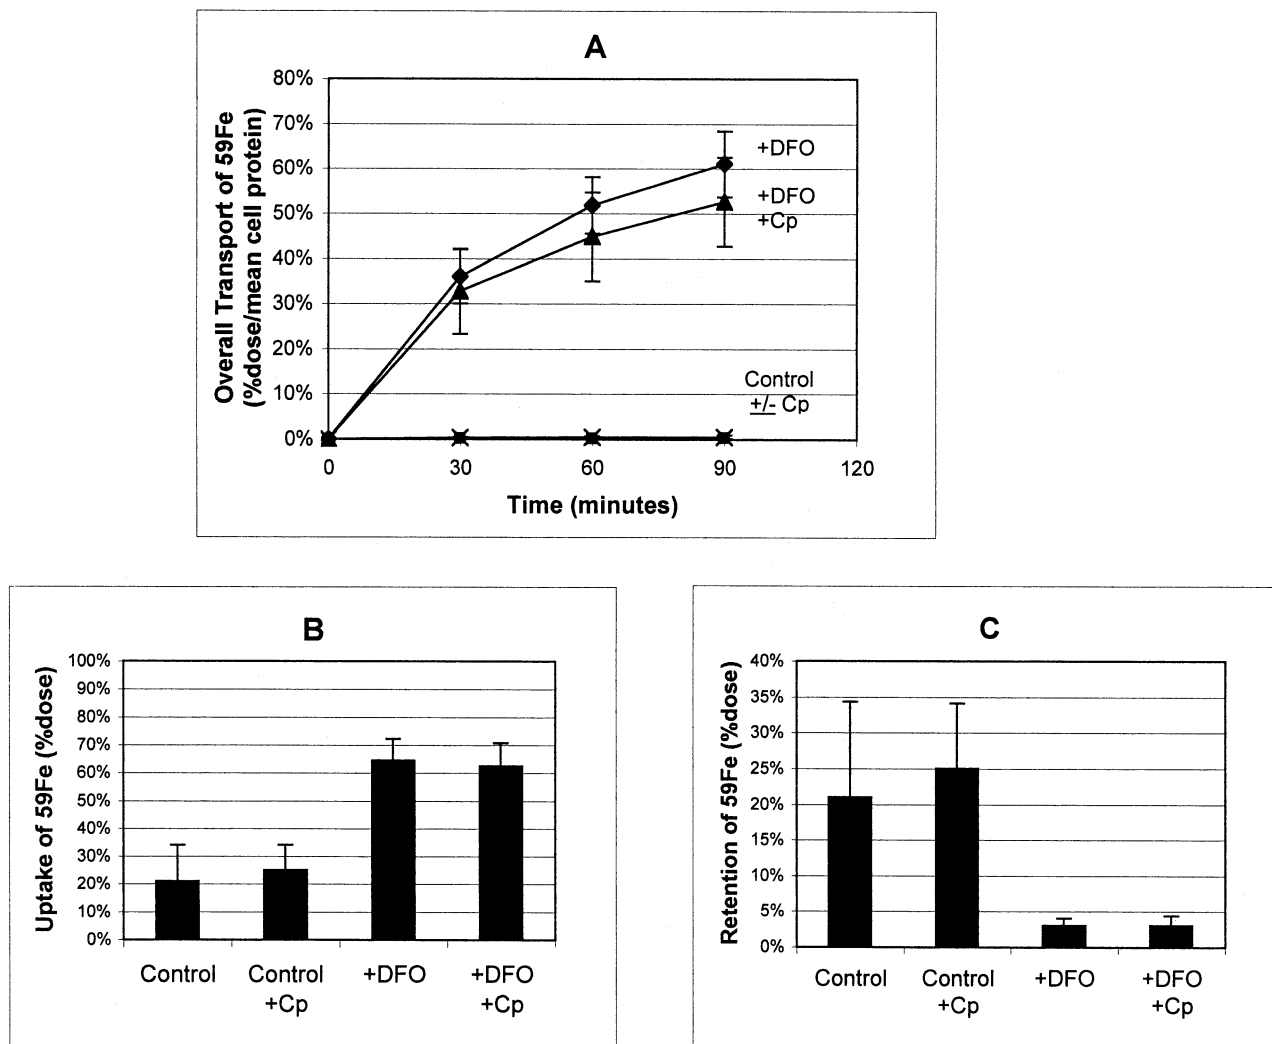 A
Overall Transport of 59Fe
(%dose/mean cell protein)
80%
70%
60%
50%
40%
30%
20%
10%
0%
+DFO
+DFO
+Cp
Control
+/- Cp
0 30 60 90 120
Time (minutes)
B
Uptake of 59Fe (%dose)
100%
90%
80%
70%
60%
50%
40%
30%
20%
10%
0%
Control Control +DFO +DFO
+Cp +Cp
C
Retention of 59Fe (%dose)
40%
35%
30%
25%
20%
15%
10%
5%
0%
Control Control +DFO +DFO
+Cp +Cp